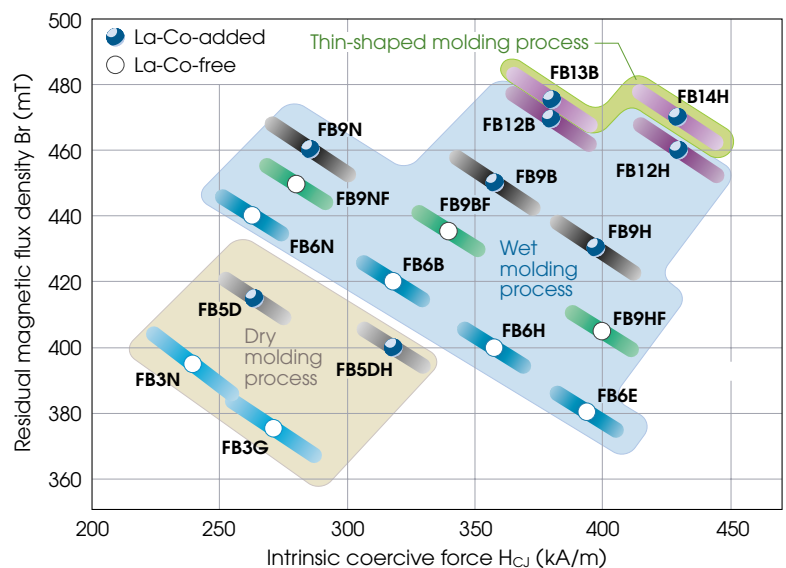 Residual magnetic flux density Br (mT)
500
480
460
440
420
400
380
360
La-Co-added
La-Co-free
Thin-shaped molding process
FB13B
FB14H
FB12B
FB12H
FB9N
FB9B
FB9NF
FB9BF
FB9H
FB6N
FB6B
Wet
molding
process
FB5D
FB9HF
Dry
molding
process
FB6H
FB5DH
FB3N
FB6E
FB3G
200
250
300
350
400
450
Intrinsic coercive force HCJ (kA/m)